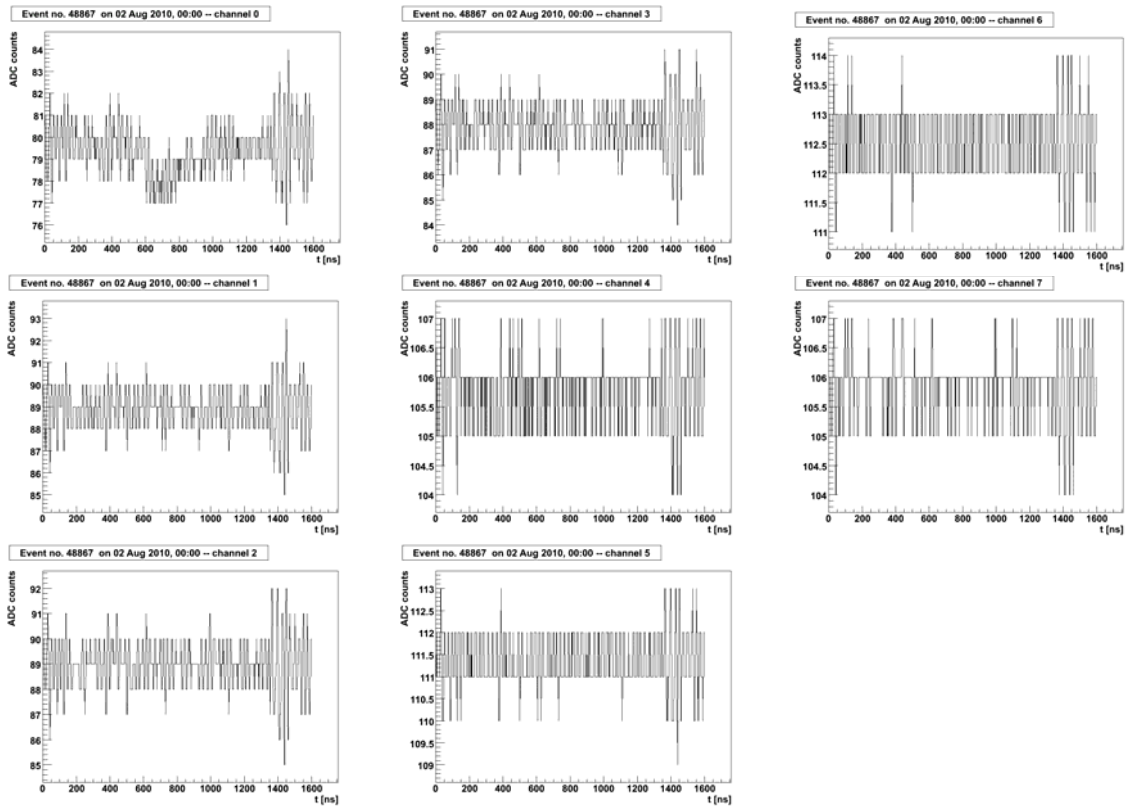 Event no. 48867 on 02 Aug 2010, 00:00 -- channel 0
ADC counts
84
83
82
81
80
79
78
77
76
0 200 400 600 800 1000 1200 1400 1600
t [ns]
Event no. 48867 on 02 Aug 2010, 00:00 -- channel 3
ADC counts
91
90
89
88
87
86
85
84
0 200 400 600 800 1000 1200 1400 1600
t [ns]
Event no. 48867 on 02 Aug 2010, 00:00 -- channel 6
ADC counts
114
113.5
113
112.5
112
111.5
111
0 200 400 600 800 1000 1200 1400 1600
t [ns]
Event no. 48867 on 02 Aug 2010, 00:00 -- channel 1
ADC counts
93
92
91
90
89
88
87
86
85
0 200 400 600 800 1000 1200 1400 1600
t [ns]
Event no. 48867 on 02 Aug 2010, 00:00 -- channel 4
ADC counts
107
106.5
106
105.5
105
104.5
104
0 200 400 600 800 1000 1200 1400 1600
t [ns]
Event no. 48867 on 02 Aug 2010, 00:00 -- channel 7
ADC counts
107
106.5
106
105.5
105
104.5
104
0 200 400 600 800 1000 1200 1400 1600
t [ns]
Event no. 48867 on 02 Aug 2010, 00:00 -- channel 2
ADC counts
92
91
90
89
88
87
86
85
0 200 400 600 800 1000 1200 1400 1600
t [ns]
Event no. 48867 on 02 Aug 2010, 00:00 -- channel 5
ADC counts
113
112.5
112
111.5
111
110.5
110
109.5
109
0 200 400 600 800 1000 1200 1400 1600
t [ns]